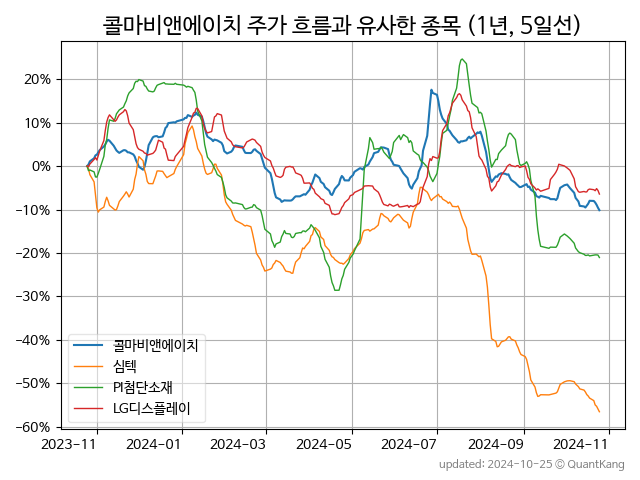 콜마비앤에이치 주가 흐름과 유사한 종목 (1년, 5일선)
20%
10%
0%
−10%
−20%
−30%
−40%
−50%
−60%
콜마비앤에이치
심텍
PI첨단소재
LG디스플레이
2023-11 2024-01 2024-03 2024-05 2024-07 2024-09 2024-11
updated: 2024-10-25 © QuantKang